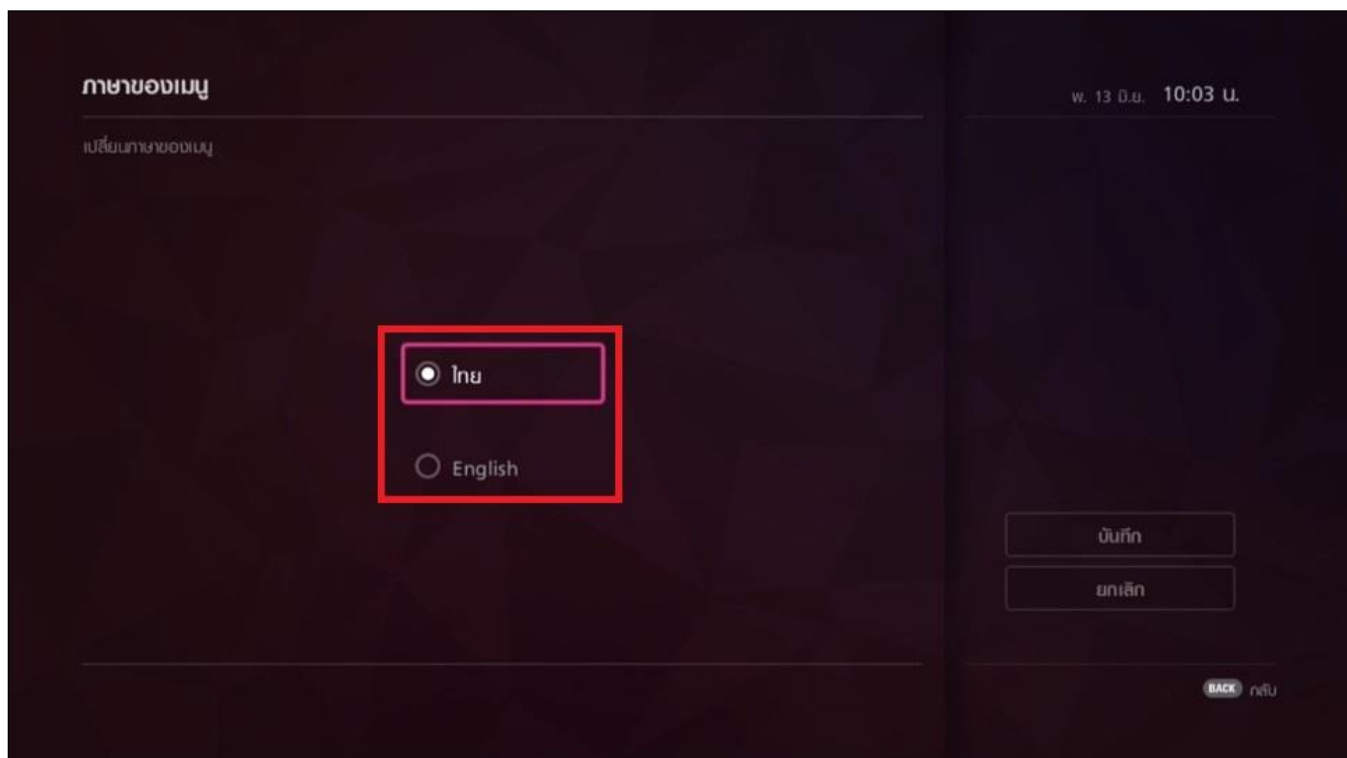 ภาษาของเมนู
พ. 13 มิ.ย. 10:03 น.
เปลี่ยนภาษาของเมนู
ไทย
English
บันทึก
ยกเลิก
BACK กลับ